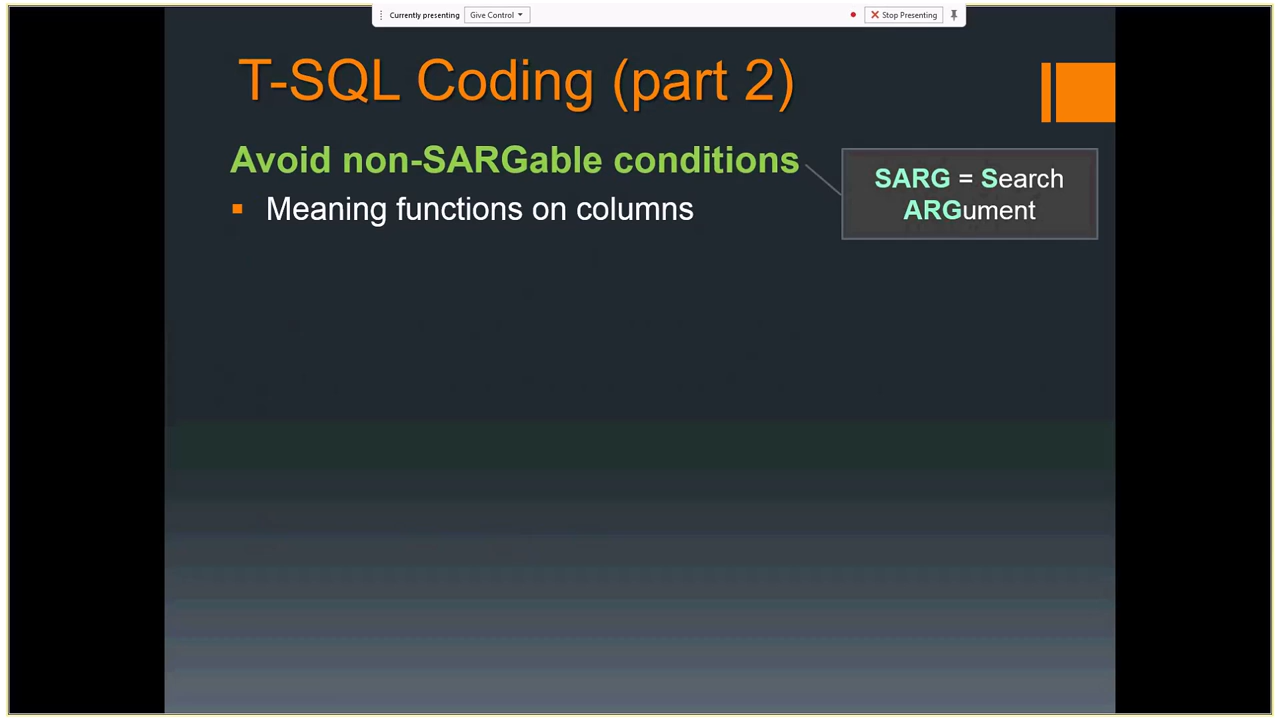 Currently presenting Give Control Stop Presenting
T-SQL Coding (part 2)
Avoid non-SARGable conditions
Meaning functions on columns
SARG = Search
ARGument